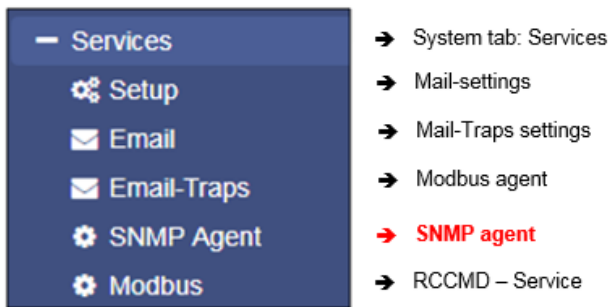 Services → System tab: Services
Setup → Mail-settings
Email → Mail-Traps settings
Email-Traps → Modbus agent
SNMP Agent → SNMP agent
Modbus → RCCMD – Service